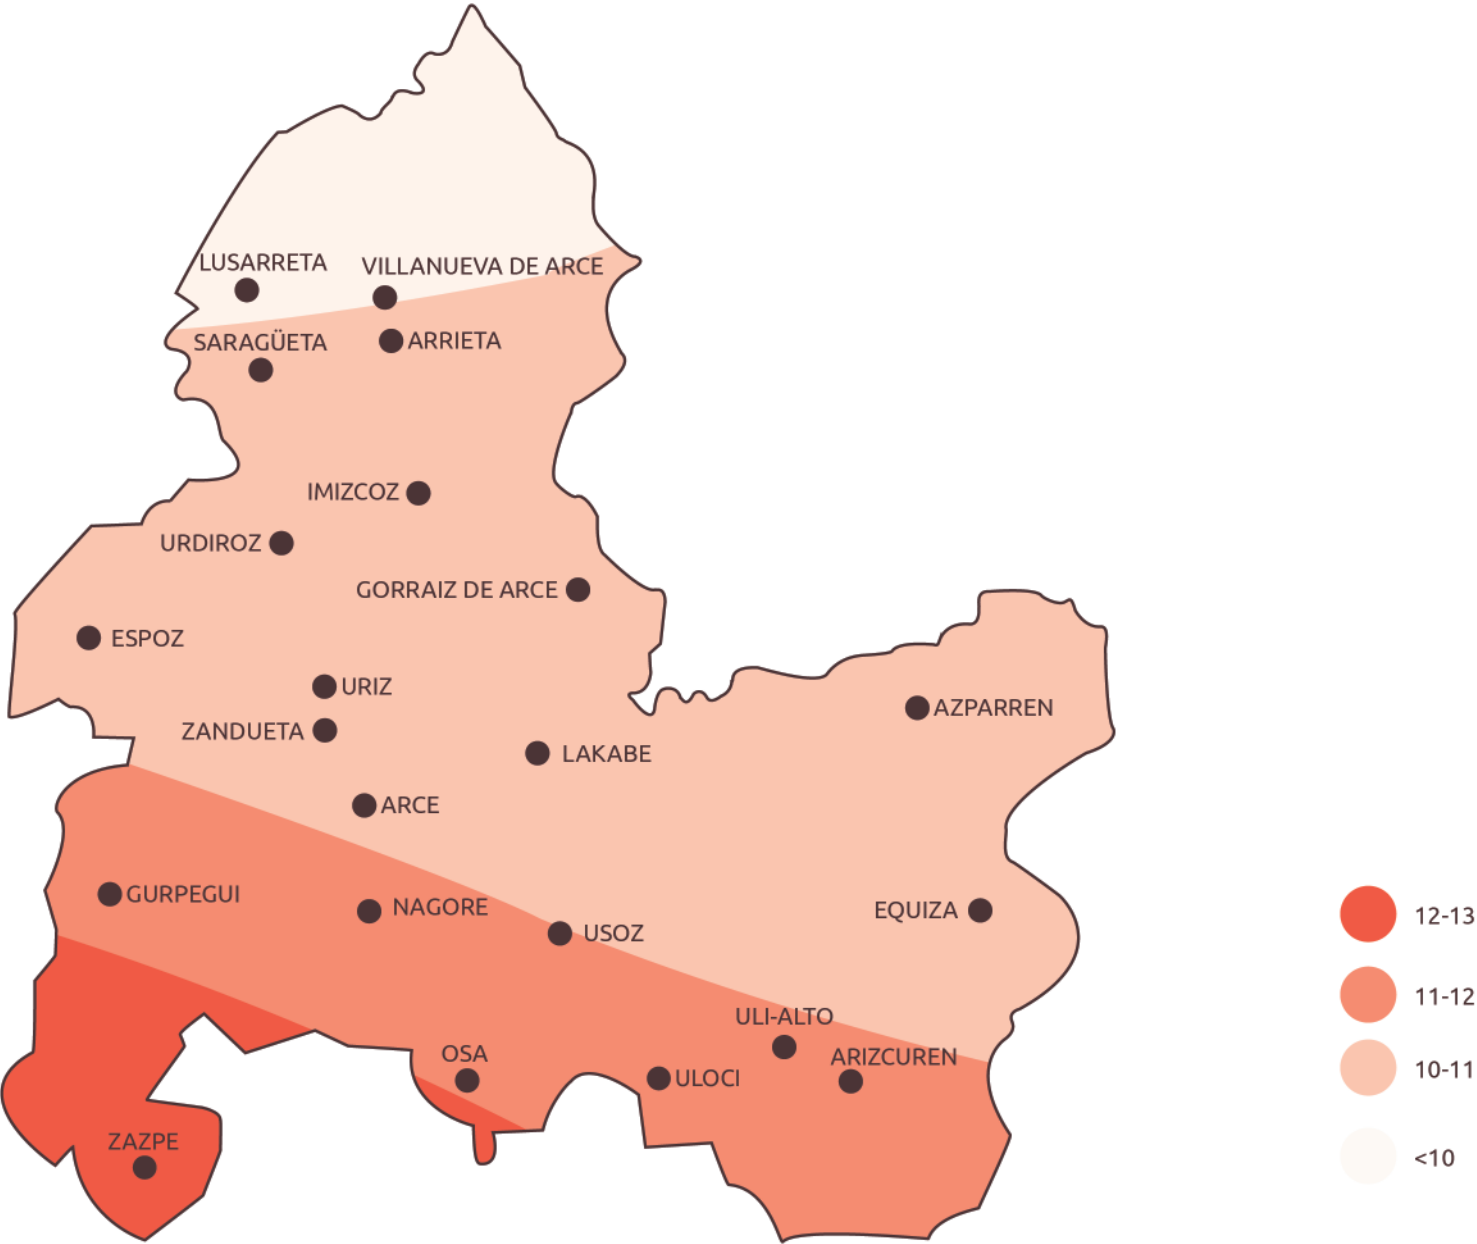 LUSARRETA
VILLANUEVA DE ARCE
SARAGÜETA
ARRIETA
IMIZCOZ
URDIROZ
GORRAIZ DE ARCE
ESPOZ
URIZ
AZPARREN
ZANDUETA
LAKABE
ARCE
GURPEGUI
NAGORE
EQUIZA
USOZ
ULI-ALTO
OSA
ARIZCUREN
ULOCI
ZAZPE
12-13
11-12
10-11
<10